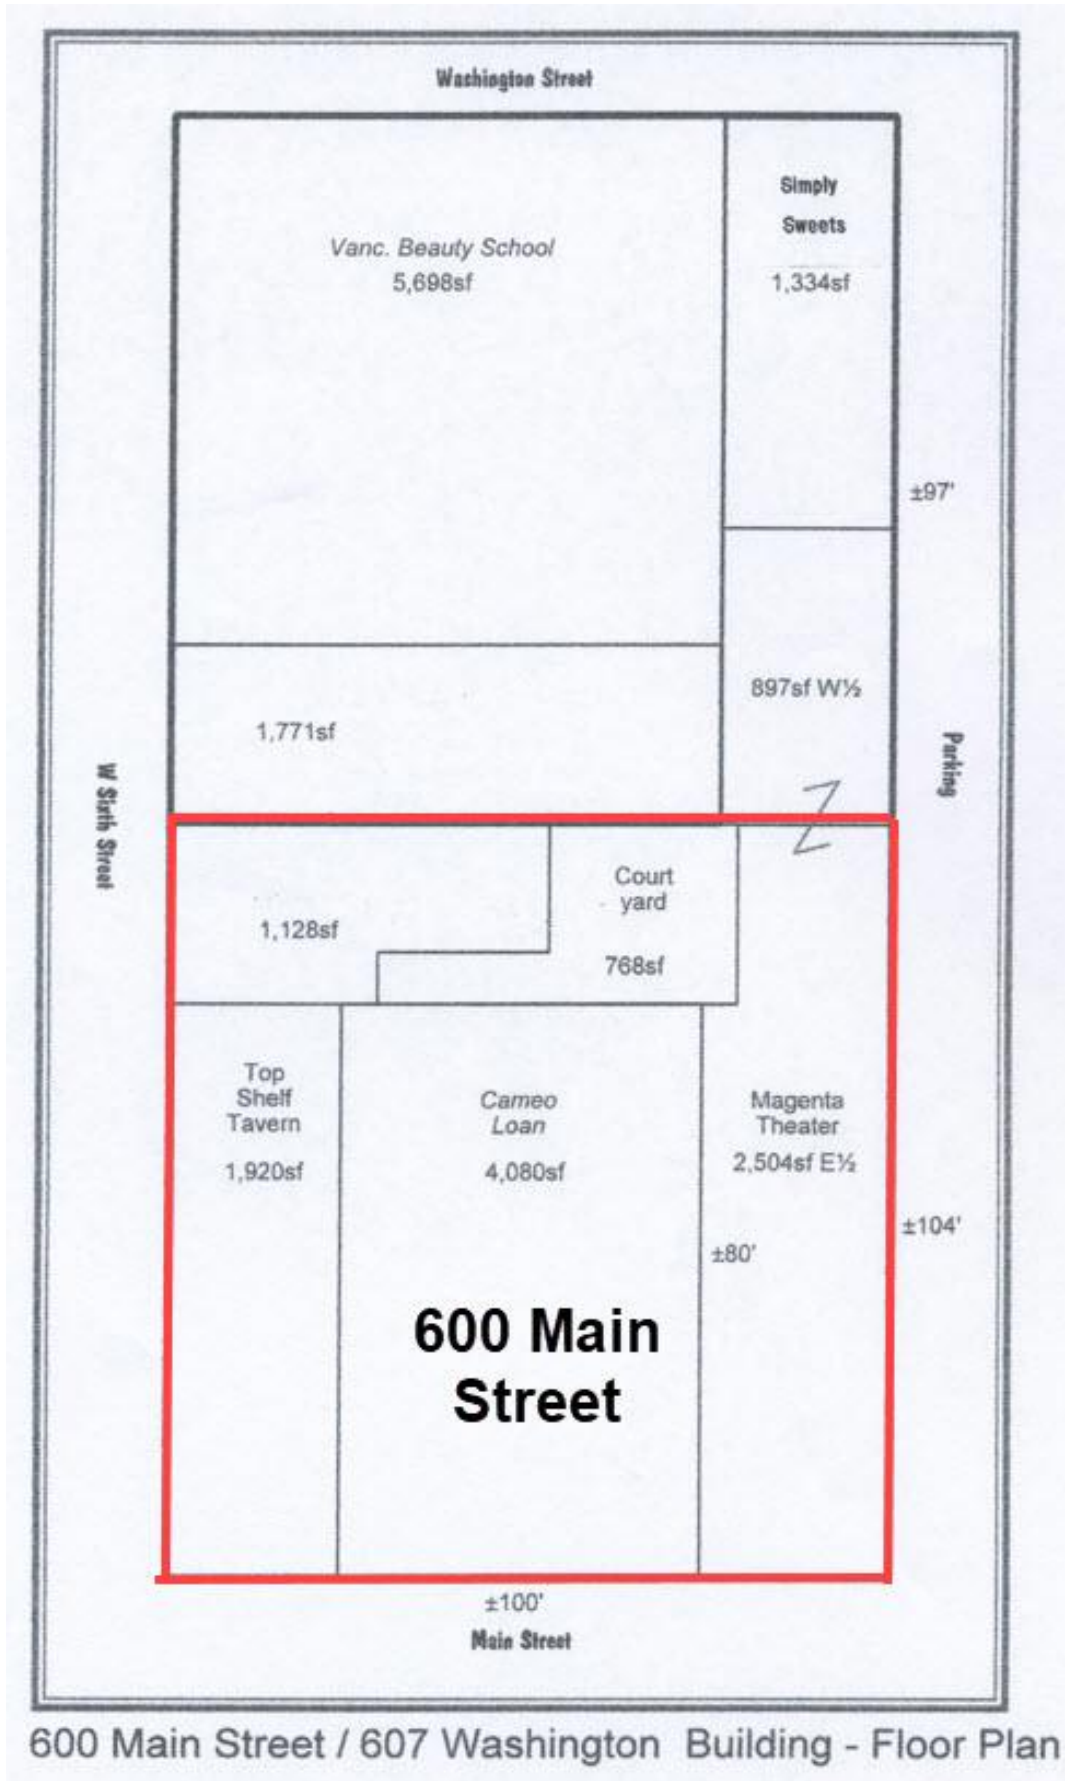 Washington Street
Simply
Sweets
1,334sf
Vanc. Beauty School
5,698sf
±97'
897sf W½
1,771sf
W Sixth Street
Parking
Z
Court
yard
768sf
1,128sf
Top
Shelf
Tavern
1,920sf
Cameo
Loan
4,080sf
Magenta
Theater
2,504sf E½
±104'
±80'
600 Main
Street
±100'
Main Street
600 Main Street / 607 Washington Building - Floor Plan